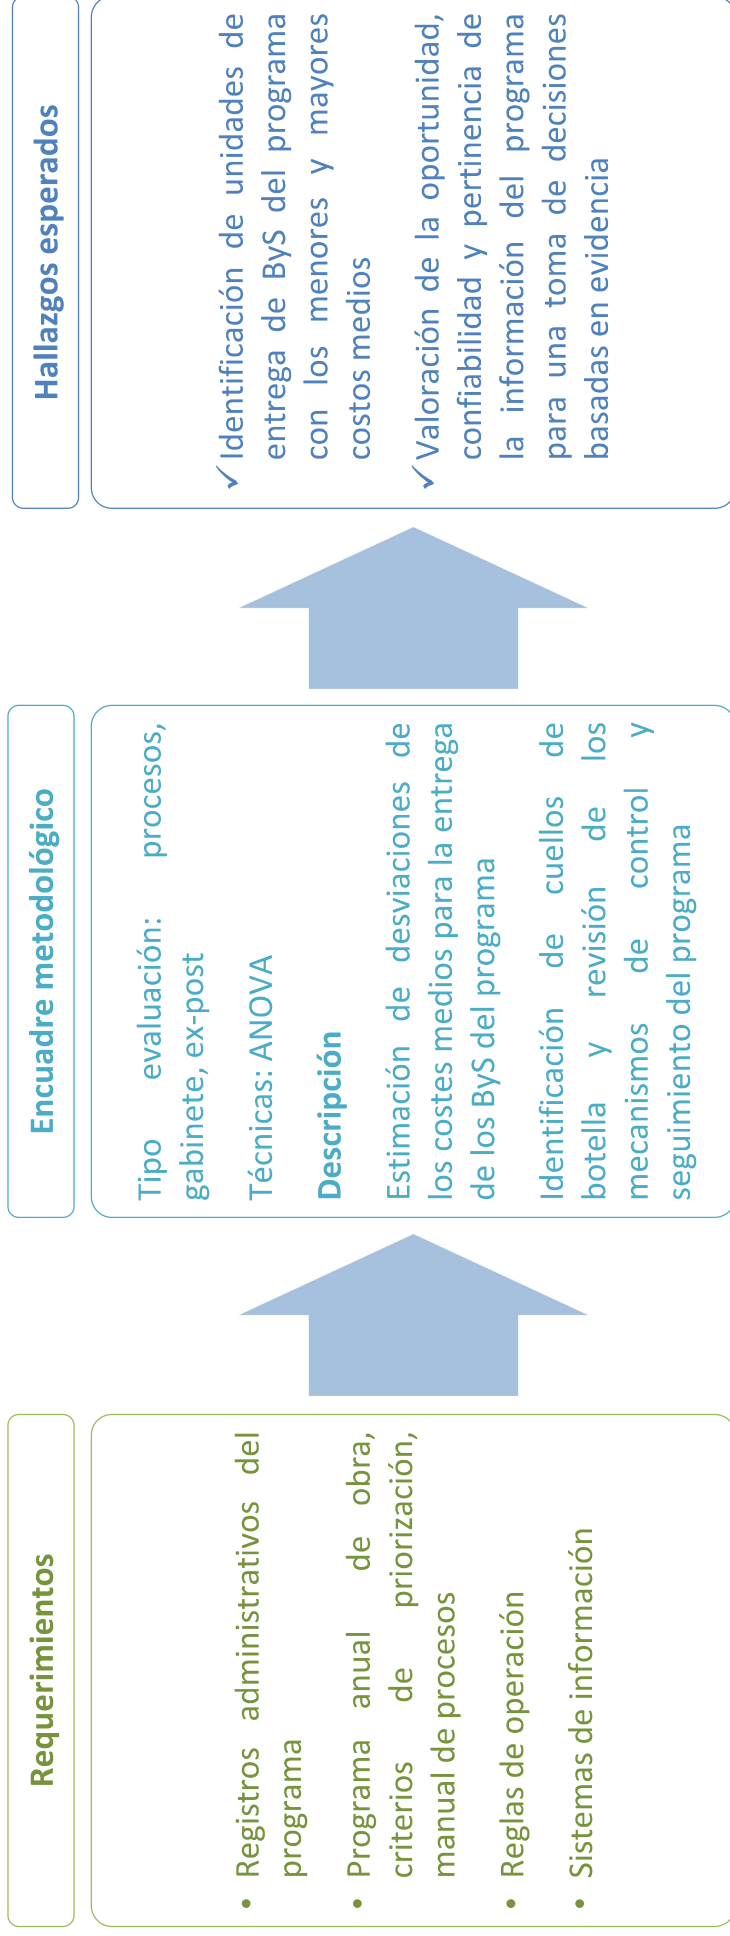 Requerimientos
• Registros administrativos del
programa
• Programa anual de obra,
criterios de priorización,
manual de procesos
• Reglas de operación
• Sistemas de información
Encuadre metodológico
Tipo evaluación: procesos,
gabinete, ex-post
Técnicas: ANOVA
Descripción
Estimación de desviaciones de
los costes medios para la entrega
de los ByS del programa
Identificación de cuellos de
botella y revisión de los
mecanismos de control y
seguimiento del programa
Hallazgos esperados
✓ Identificación de unidades de
entrega de ByS del programa
con los menores y mayores
costos medios
✓ Valoración de la oportunidad,
confiabilidad y pertinencia de
la información del programa
para una toma de decisiones
basadas en evidencia